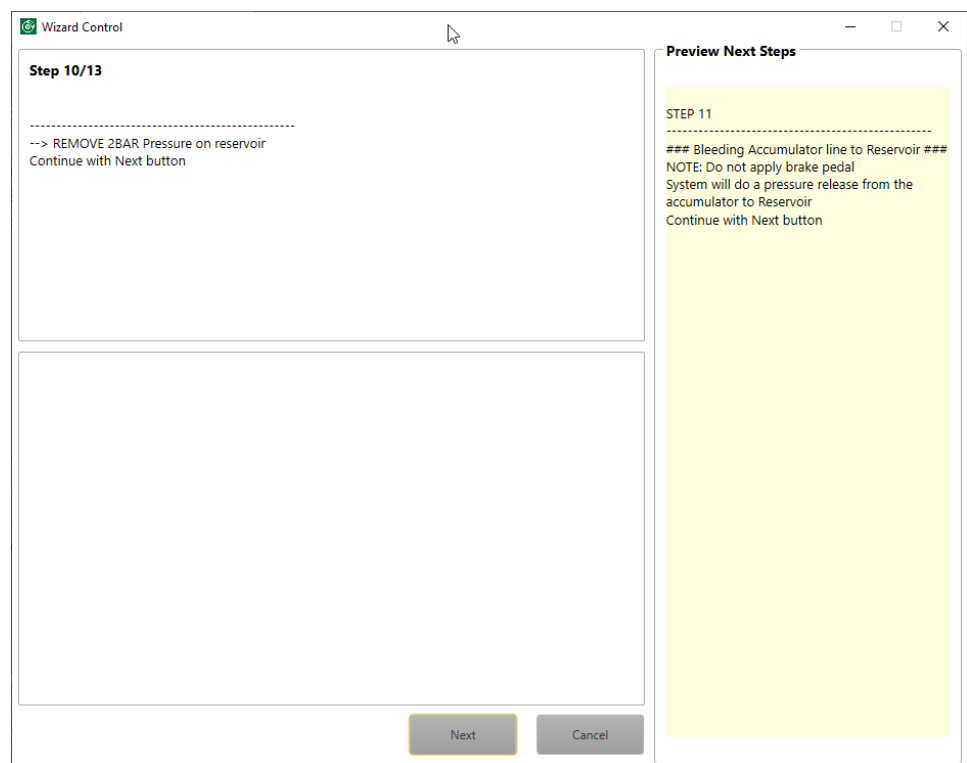 Wizard Control
Step 10/13
--------------------------------------------------
--> REMOVE 2BAR Pressure on reservoir
Continue with Next button
Next
Cancel
Preview Next Steps
STEP 11
--------------------------------------------------
### Bleeding Accumulator line to Reservoir ###
NOTE: Do not apply brake pedal
System will do a pressure release from the
accumulator to Reservoir
Continue with Next button